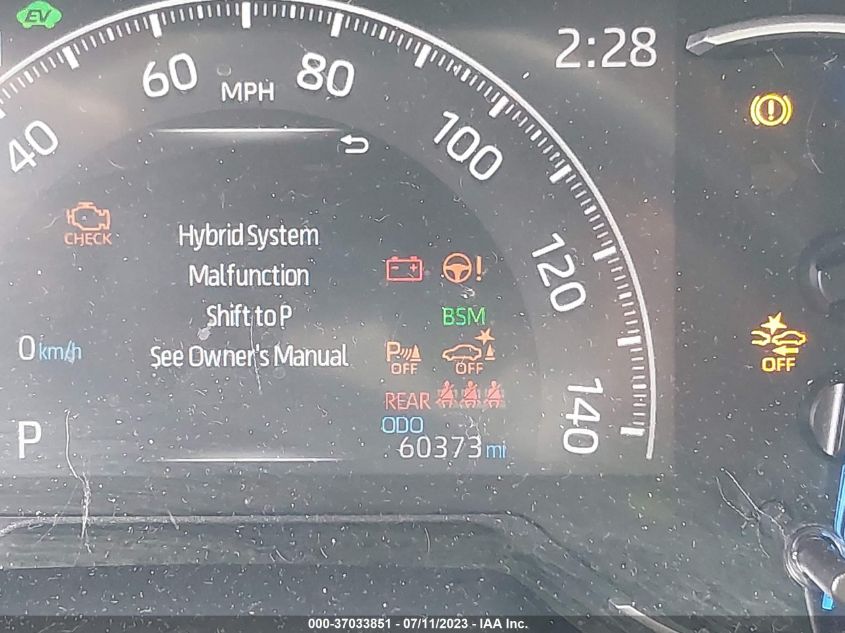 EV
60
80
2:28
MPH
40
100
CHECK
Hybrid System
Malfunction
Shift to P
See Owner's Manual
120
BSM
0 km/h
P OFF
OFF
OFF
REAR
140
ODO
P
60373 mi
000-37033851 - 07/11/2023 - IAA Inc.